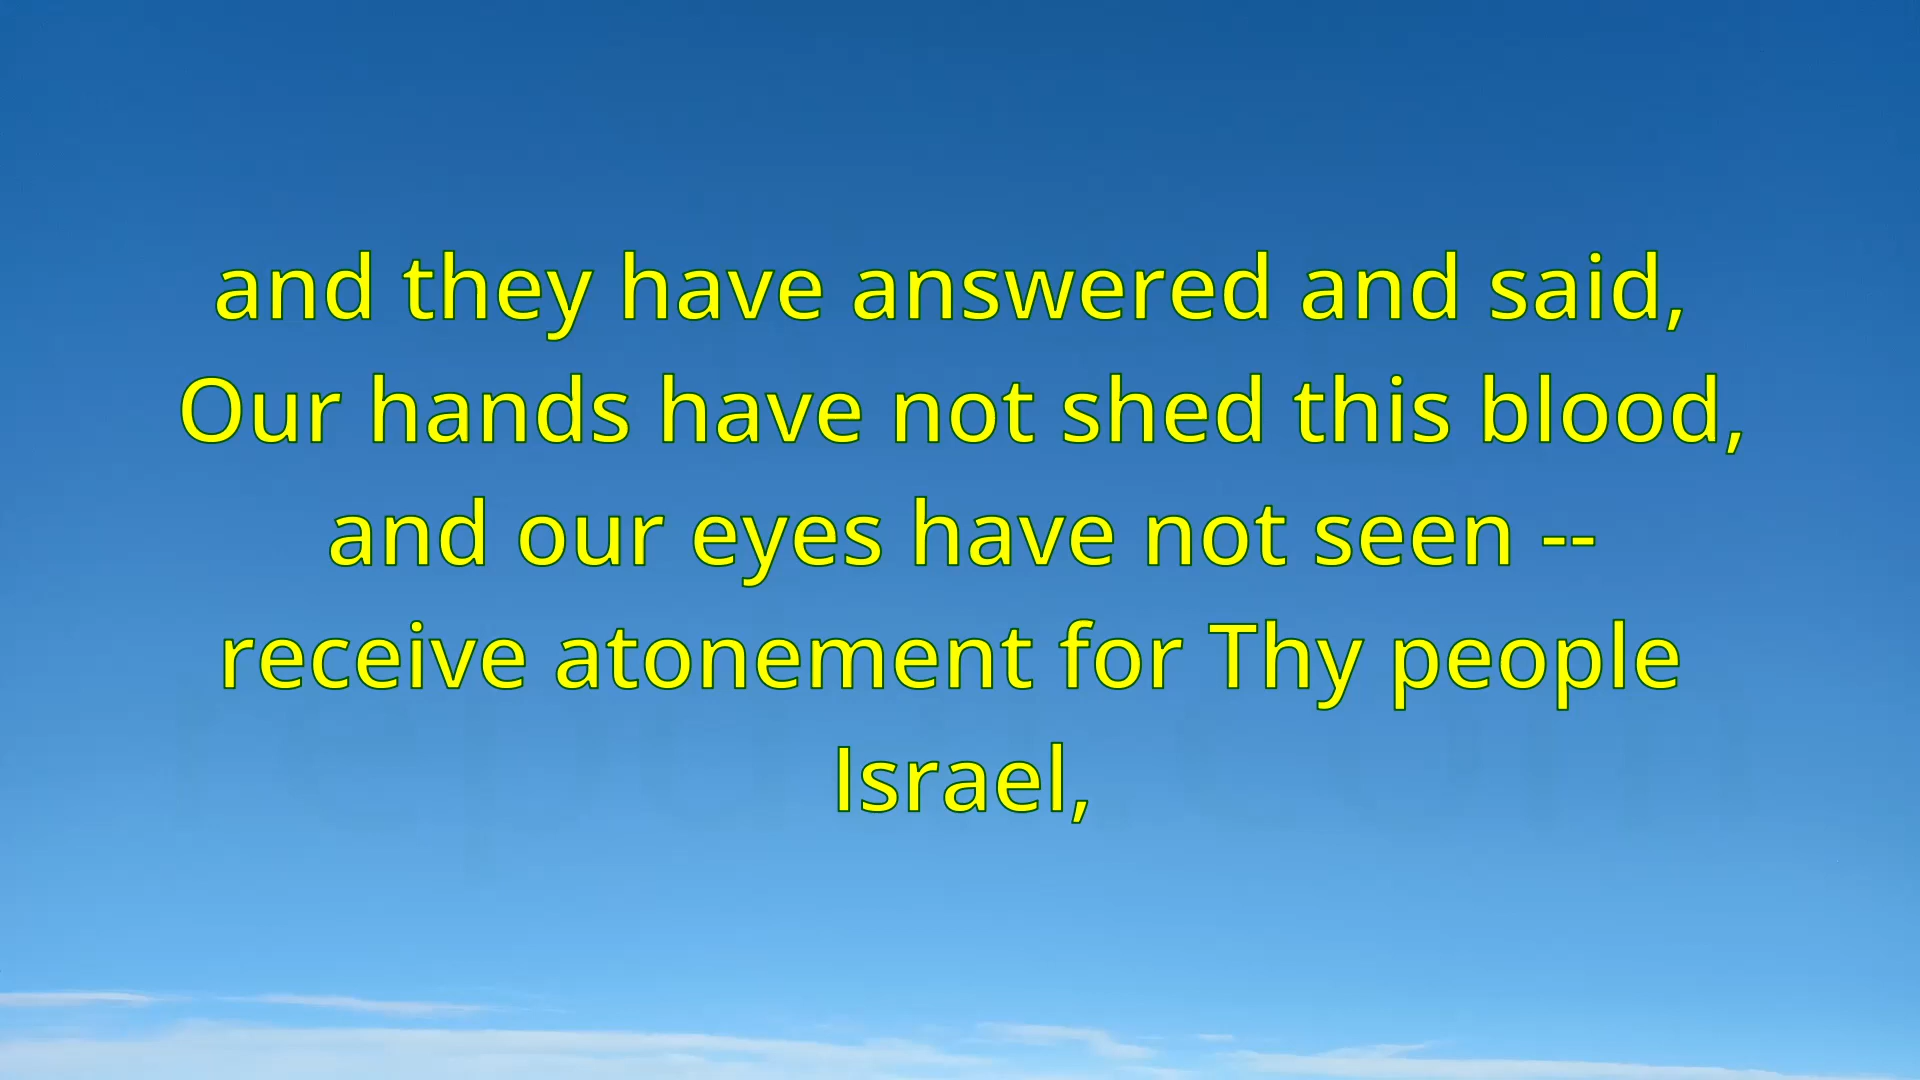 and they have answered and said,
Our hands have not shed this blood,
and our eyes have not seen --
receive atonement for Thy people
Israel,